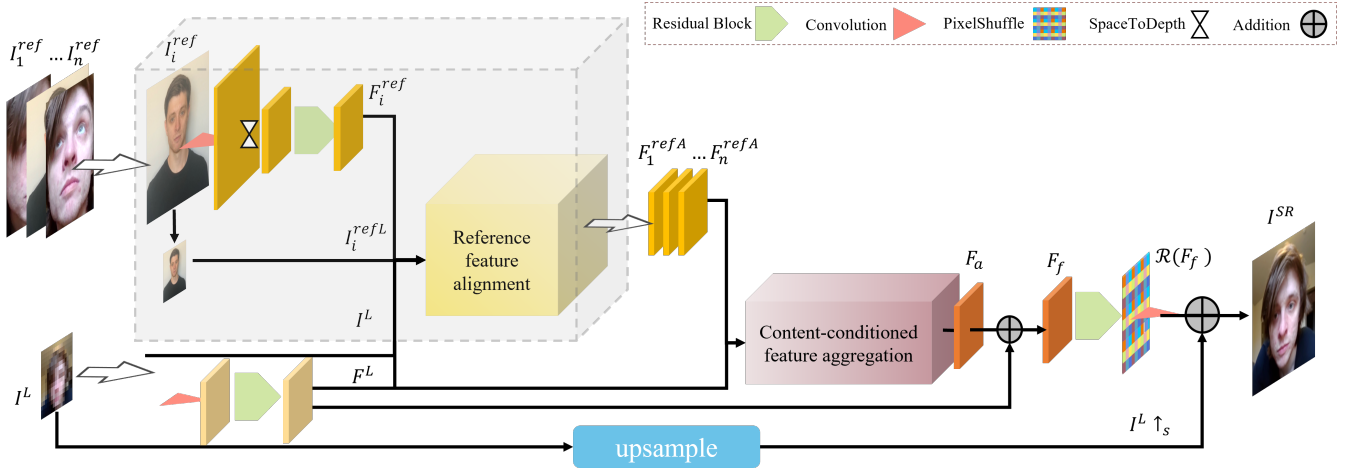 Residual Block Convolution PixelShuffle SpaceToDepth Addition
I_1^{ref} … I_n^{ref}
I_i^{ref}
F_i^{ref}
F_1^{refA} … F_n^{refA}
I_i^{refL}
Reference
feature
alignment
I^{SR}
F_a
F_f
ℛ(F_f )
I^L
Content-conditioned
feature aggregation
F^L
I^L
I^L ↑_s
upsample